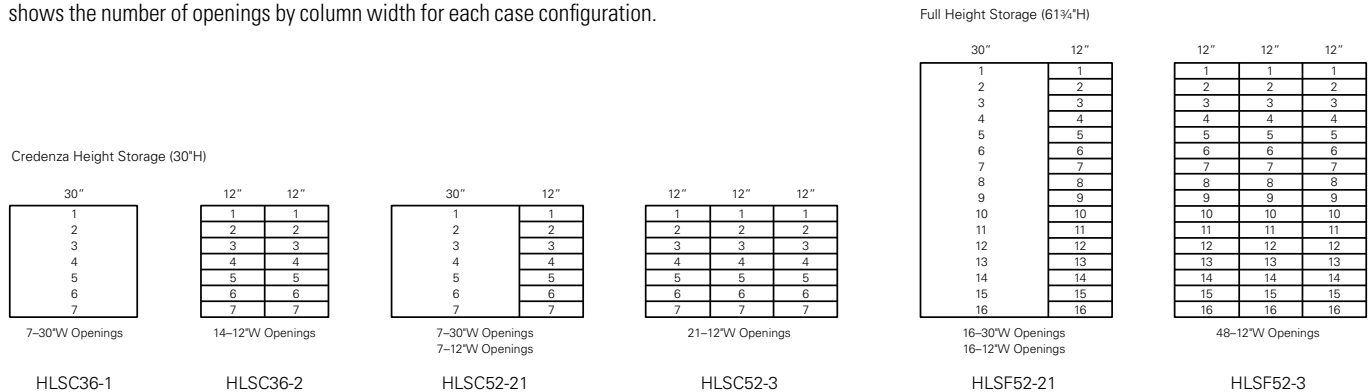 shows the number of openings by column width for each case configuration.
Credenza Height Storage (30"H)
30"
1
2
3
4
5
6
7
7–30"W Openings
HLSC36-1
12" 12"
1 1
2 2
3 3
4 4
5 5
6 6
7 7
14–12"W Openings
HLSC36-2
30" 12"
1 1
2 2
3 3
4 4
5 5
6 6
7 7
7–30"W Openings
7–12"W Openings
HLSC52-21
12" 12" 12"
1 1 1
2 2 2
3 3 3
4 4 4
5 5 5
6 6 6
7 7 7
21–12"W Openings
HLSC52-3
Full Height Storage (61¾"H)
30" 12"
1 1
2 2
3 3
4 4
5 5
6 6
7 7
8 8
9 9
10 10
11 11
12 12
13 13
14 14
15 15
16 16
16–30"W Openings
16–12"W Openings
HLSF52-21
12" 12" 12"
1 1 1
2 2 2
3 3 3
4 4 4
5 5 5
6 6 6
7 7 7
8 8 8
9 9 9
10 10 10
11 11 11
12 12 12
13 13 13
14 14 14
15 15 15
16 16 16
48–12"W Openings
HLSF52-3